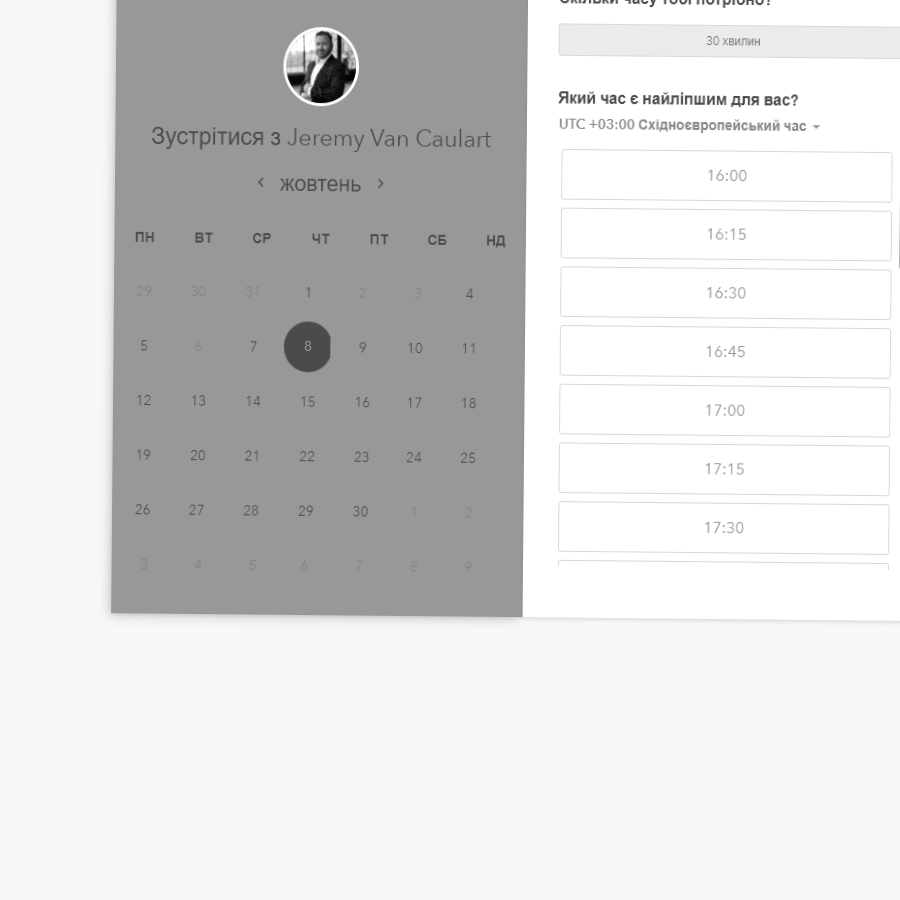 Зустрітися з Jeremy Van Caulart
‹ жовтень ›
ПН ВТ СР ЧТ ПТ СБ НД
29 30 31 1 2 3 4
5 6 7 8 9 10 11
12 13 14 15 16 17 18
19 20 21 22 23 24 25
26 27 28 29 30 1 2
3 4 5 6 7 8 9
Скільки часу тобі потрібно?
30 хвилин
Який час є найліпшим для вас?
UTC +03:00 Східноєвропейський час
16:00
16:15
16:30
16:45
17:00
17:15
17:30